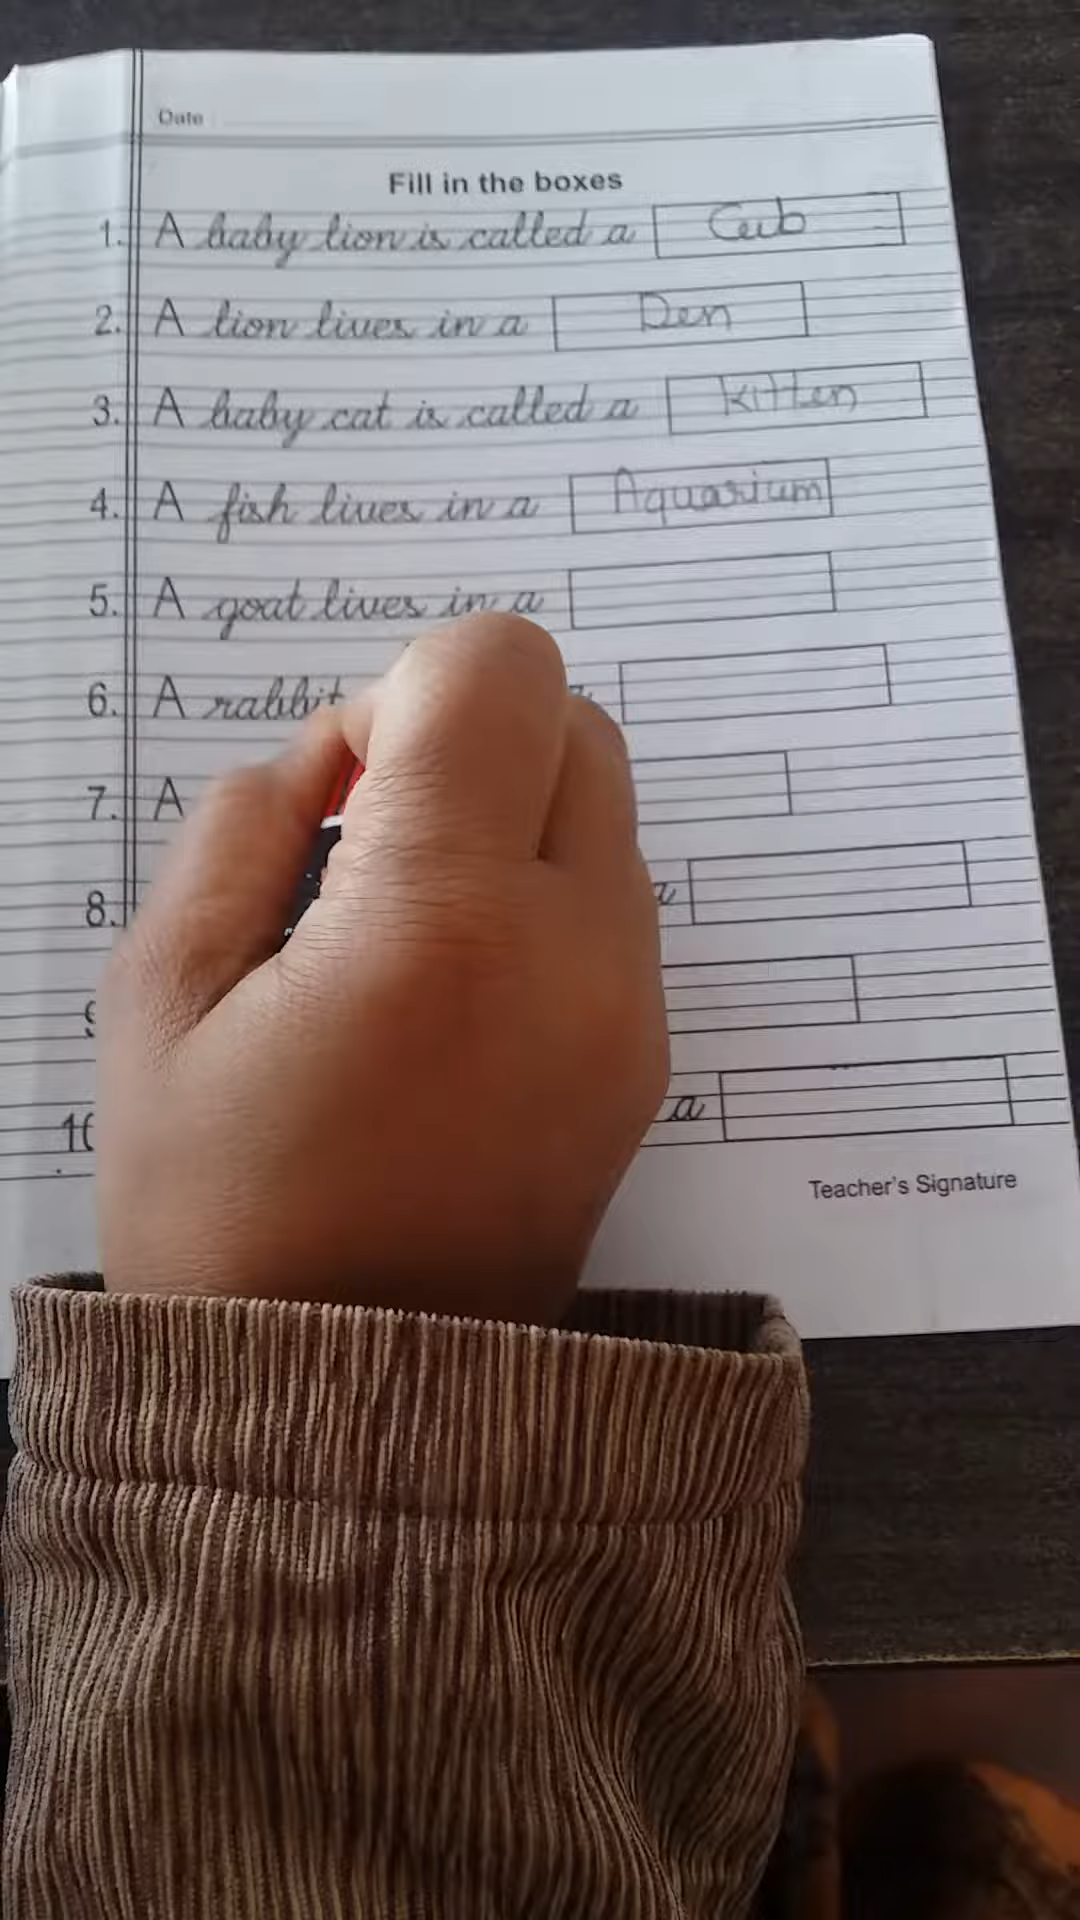 Date
Fill in the boxes
1. A baby lion is called a Cub
2. A lion lives in a Den
3. A baby cat is called a Kitten
4. A fish lives in a Aquarium
5. A goat lives in a
6. A rabbit
7. A
8. a
a
Teacher's Signature